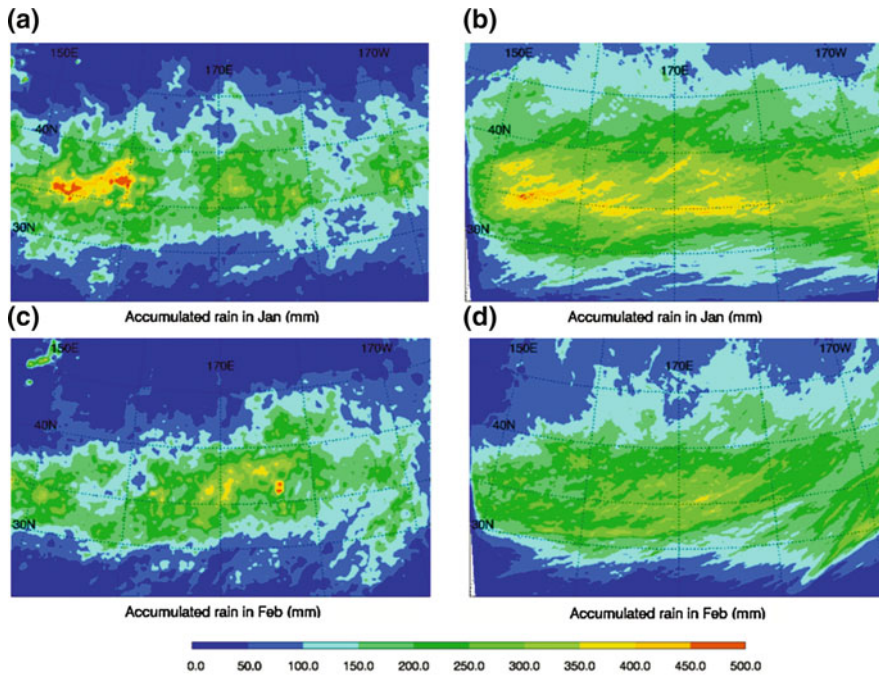 (a)
(b)
150E
170E
170W
40N
30N
150E
170E
170W
40N
30N
Accumulated rain in Jan (mm)
Accumulated rain in Jan (mm)
(c)
(d)
150E
170E
170W
40N
30N
150E
170E
170W
40N
30N
Accumulated rain in Feb (mm)
Accumulated rain in Feb (mm)
0.0 50.0 100.0 150.0 200.0 250.0 300.0 350.0 400.0 450.0 500.0